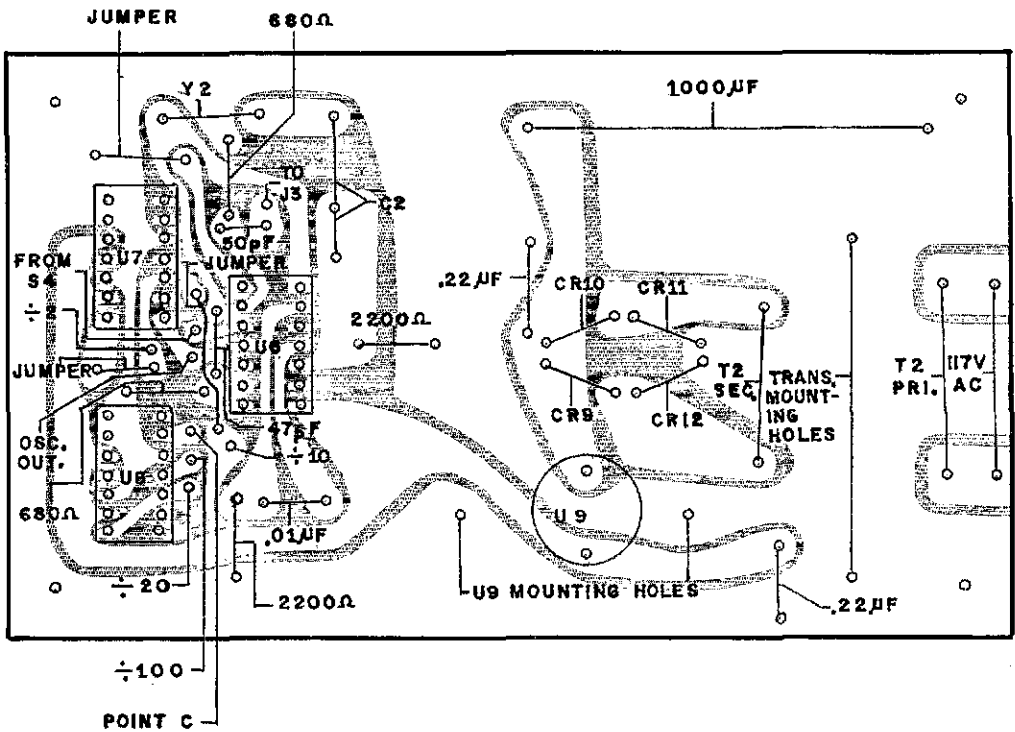 JUMPER
680Ω
Y2
1000µF
TO
J3
C2
50pF
JUMPER
U7
FROM
S4
÷
.22µF
CR10
CR11
U6
2200Ω
JUMPER
CR9
CR12
T2
SEC.
TRANS.
MOUNT-
ING
HOLES
T2
PRI.
117V
AC
OSC.
OUT.
47pF
÷10
U8
680Ω
.01µF
U9
÷20
2200Ω
U9 MOUNTING HOLES
.22µF
÷100
POINT C